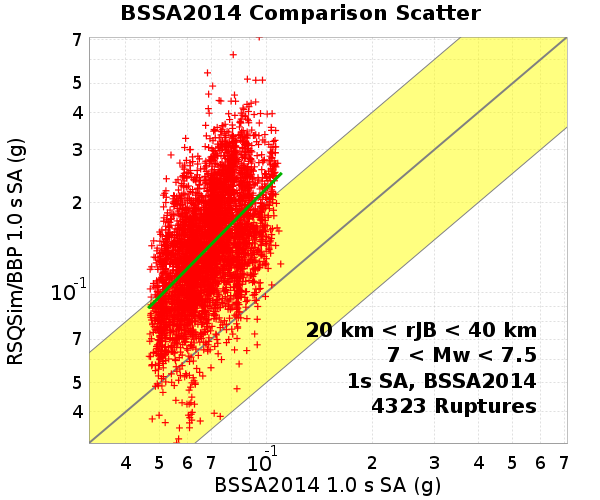 BSSA2014 Comparison Scatter
RSQSim/BBP 1.0 s SA (g)
7
5
4
3
2
10-1
7
5
4
20 km < rJB < 40 km
7 < Mw < 7.5
1s SA, BSSA2014
4323 Ruptures
4 5 6 7 10-1 2 3 4 5 6 7
BSSA2014 1.0 s SA (g)